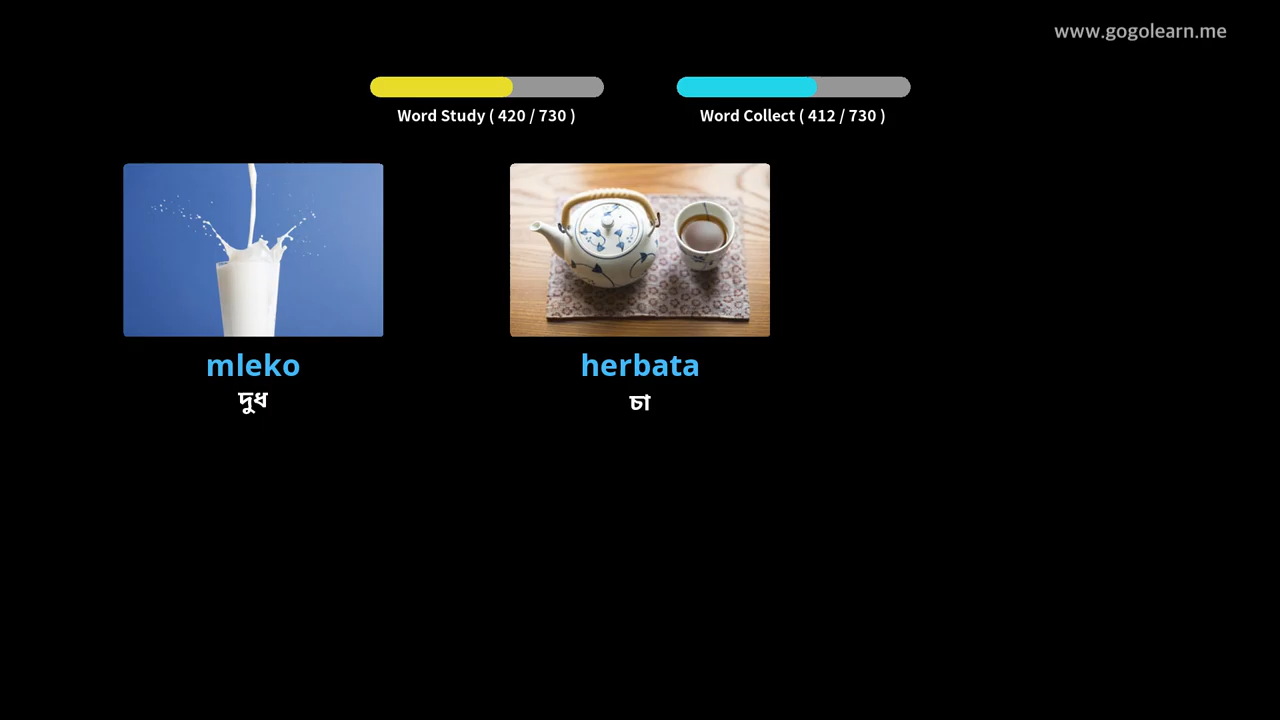 www.gogolearn.me
Word Study ( 420 / 730 )
Word Collect ( 412 / 730 )
mleko
দুধ
herbata
চা